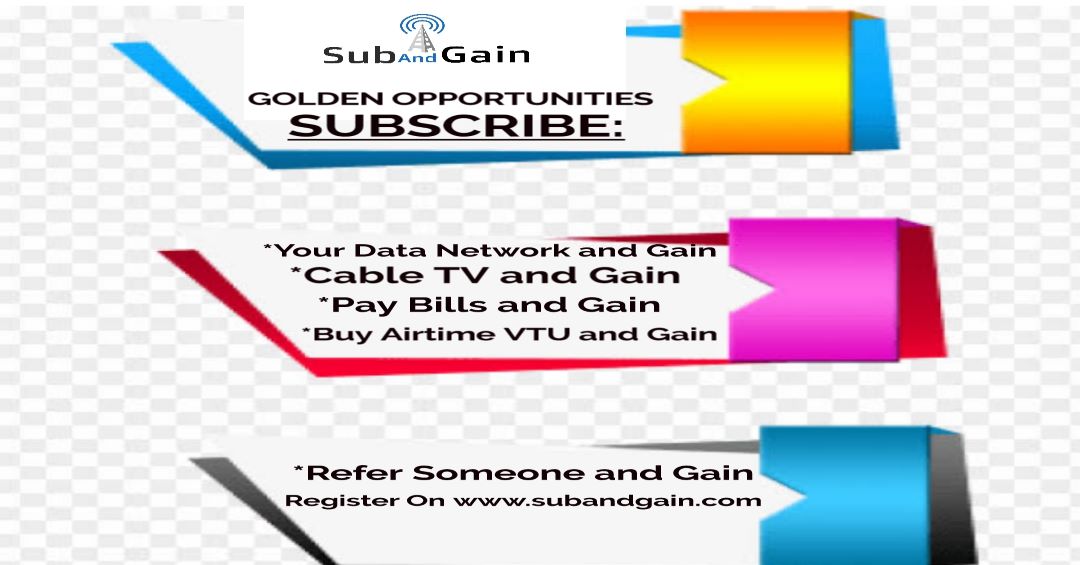 SubAndGain
GOLDEN OPPORTUNITIES
SUBSCRIBE:
*Your Data Network and Gain
*Cable TV and Gain
*Pay Bills and Gain
*Buy Airtime VTU and Gain
*Refer Someone and Gain
Register On www.subandgain.com